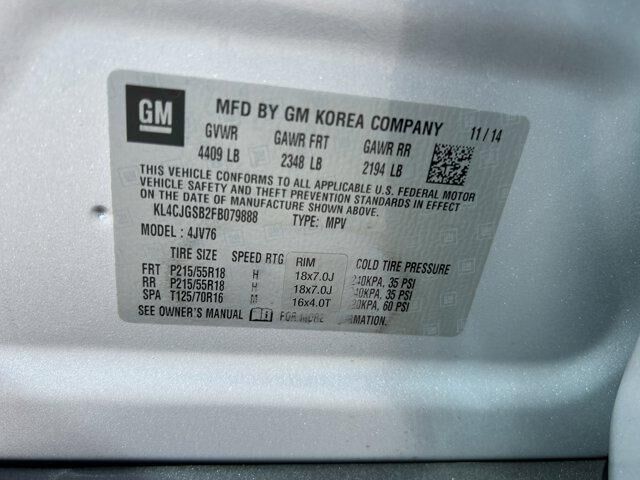 GM
MFD BY GM KOREA COMPANY 11/14
GVWR GAWR FRT GAWR RR
4409 LB 2348 LB 2194 LB
THIS VEHICLE CONFORMS TO ALL APPLICABLE U.S. FEDERAL MOTOR
VEHICLE SAFETY AND THEFT PREVENTION STANDARDS IN EFFECT
ON THE DATE OF MANUFACTURE SHOWN ABOVE.
KL4CJGSB2FB079888 TYPE: MPV
MODEL: 4JV76
TIRE SIZE SPEED RTG RIM COLD TIRE PRESSURE
FRT P215/55R18 H 18x7.0J 240KPA, 35 PSI
RR P215/55R18 H 18x7.0J 240KPA, 35 PSI
SPA T125/70R16 M 16x4.0T 60 PSI
SEE OWNER'S MANUAL FOR MORE INFORMATION.